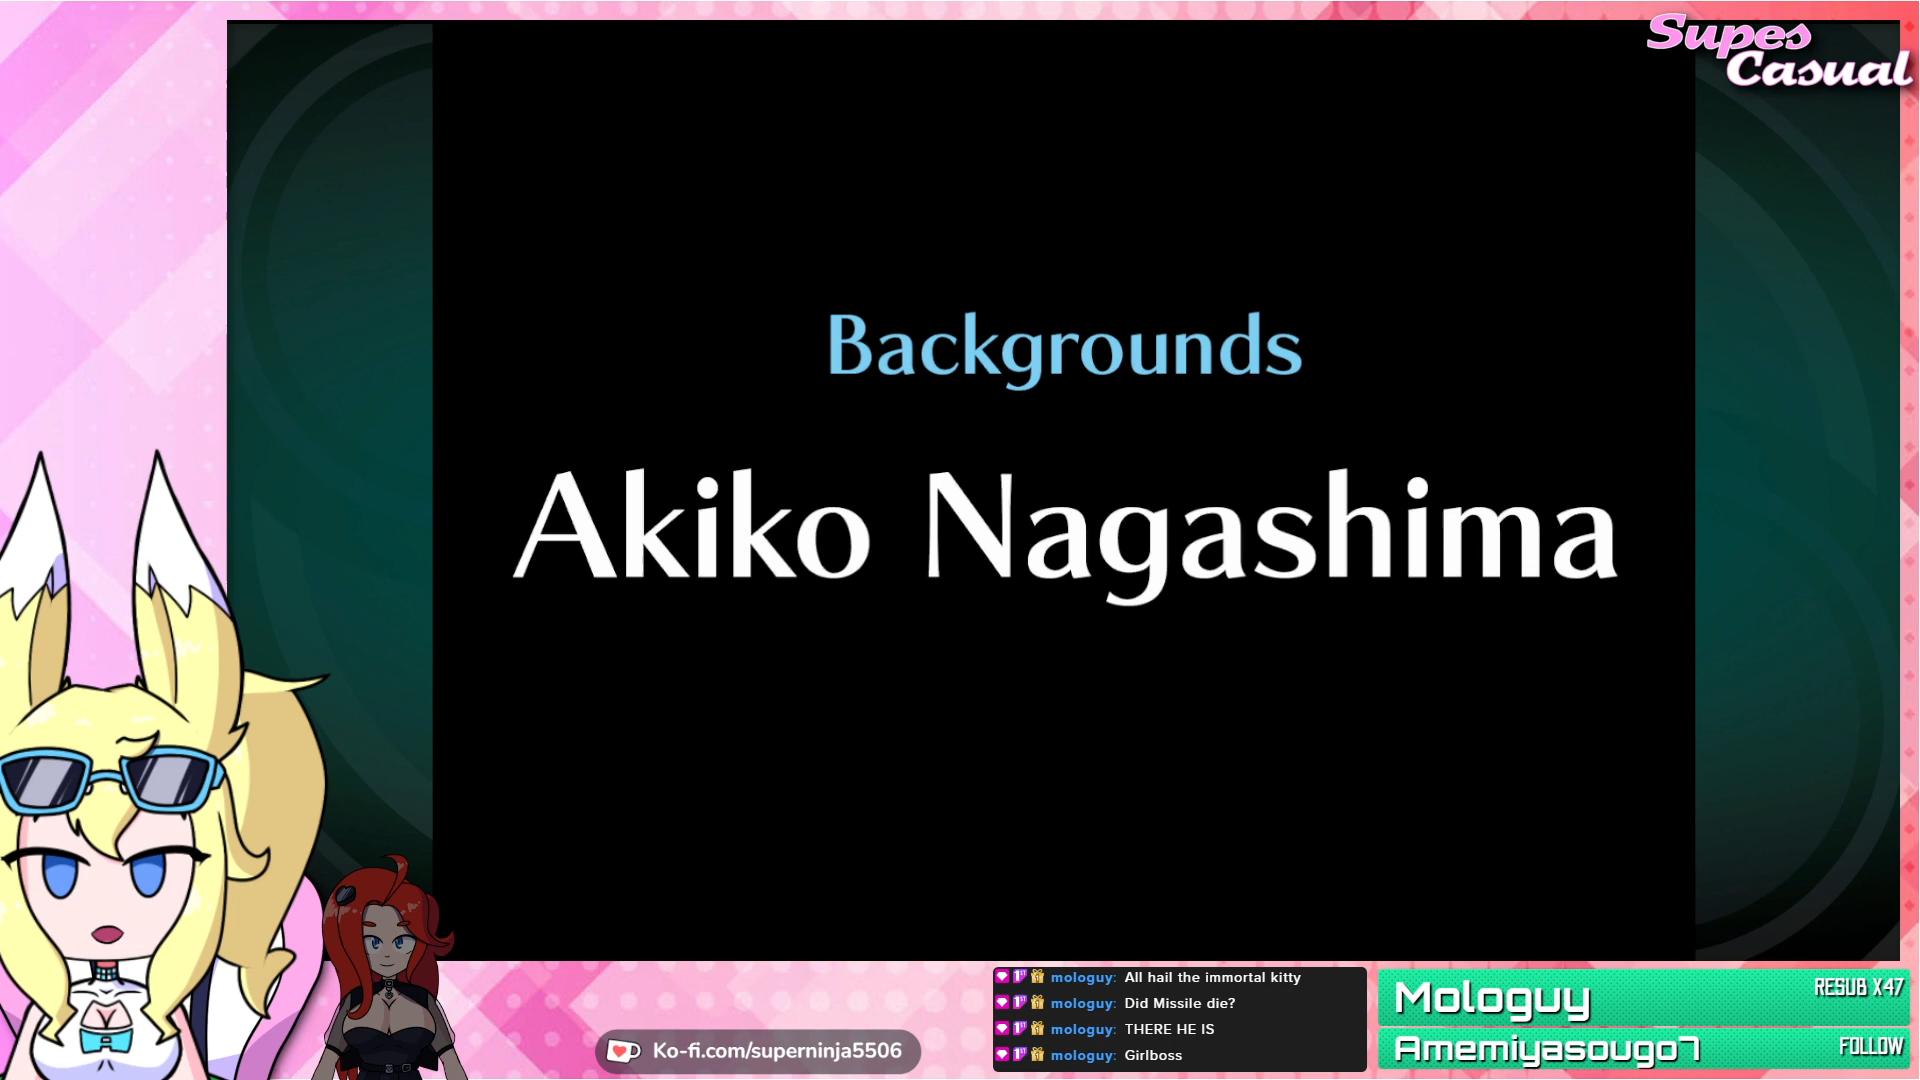 Supes
Casual
Backgrounds
Akiko Nagashima
mologuy: All hail the immortal kitty
mologuy: Did Missile die?
mologuy: THERE HE IS
mologuy: Girlboss
Ko-fi.com/superninja5506
Mologuy RESUB X47
Amemiyasougo7 FOLLOW